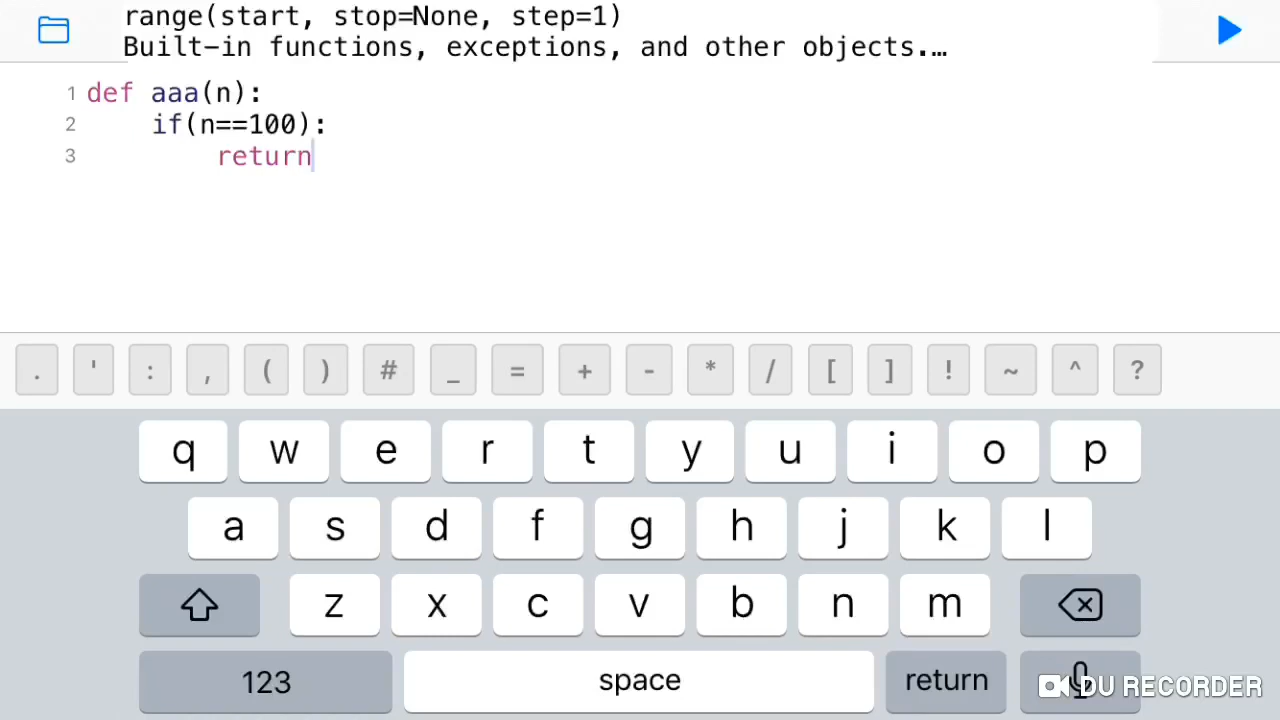 range(start, stop=None, step=1)
Built-in functions, exceptions, and other objects.…
1 def aaa(n):
2 if(n==100):
3 return
. ' : , ( ) # _ = + - * / [ ] ! ~ ^ ?
q w e r t y u i o p
a s d f g h j k l
z x c v b n m
123 space return
DU RECORDER